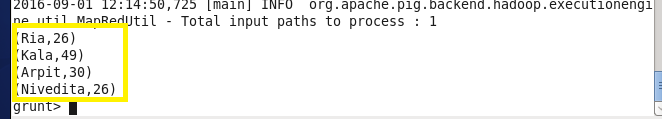 2016-09-01 12:14:50,725 [main] INFO  org.apache.pig.backend.hadoop.executionengi
ne.util.MapRedUtil - Total input paths to process : 1
(Ria,26)
(Kala,49)
(Arpit,30)
(Nivedita,26)
grunt>